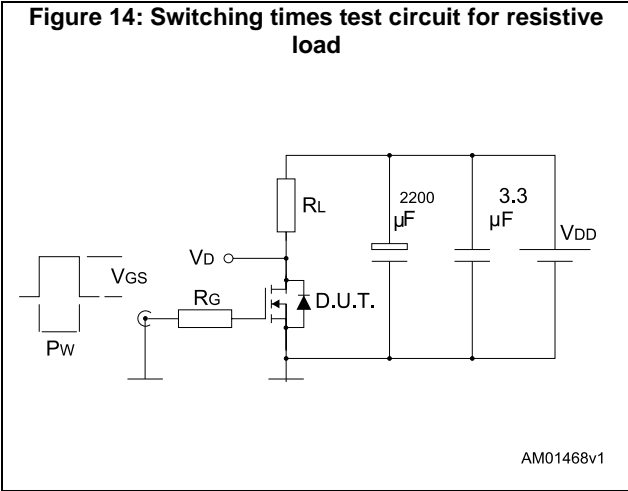 Figure 14: Switching times test circuit for resistive
load
RL
2200
μF
3.3
μF
VDD
VD
VGS
RG
D.U.T.
PW
AM01468v1